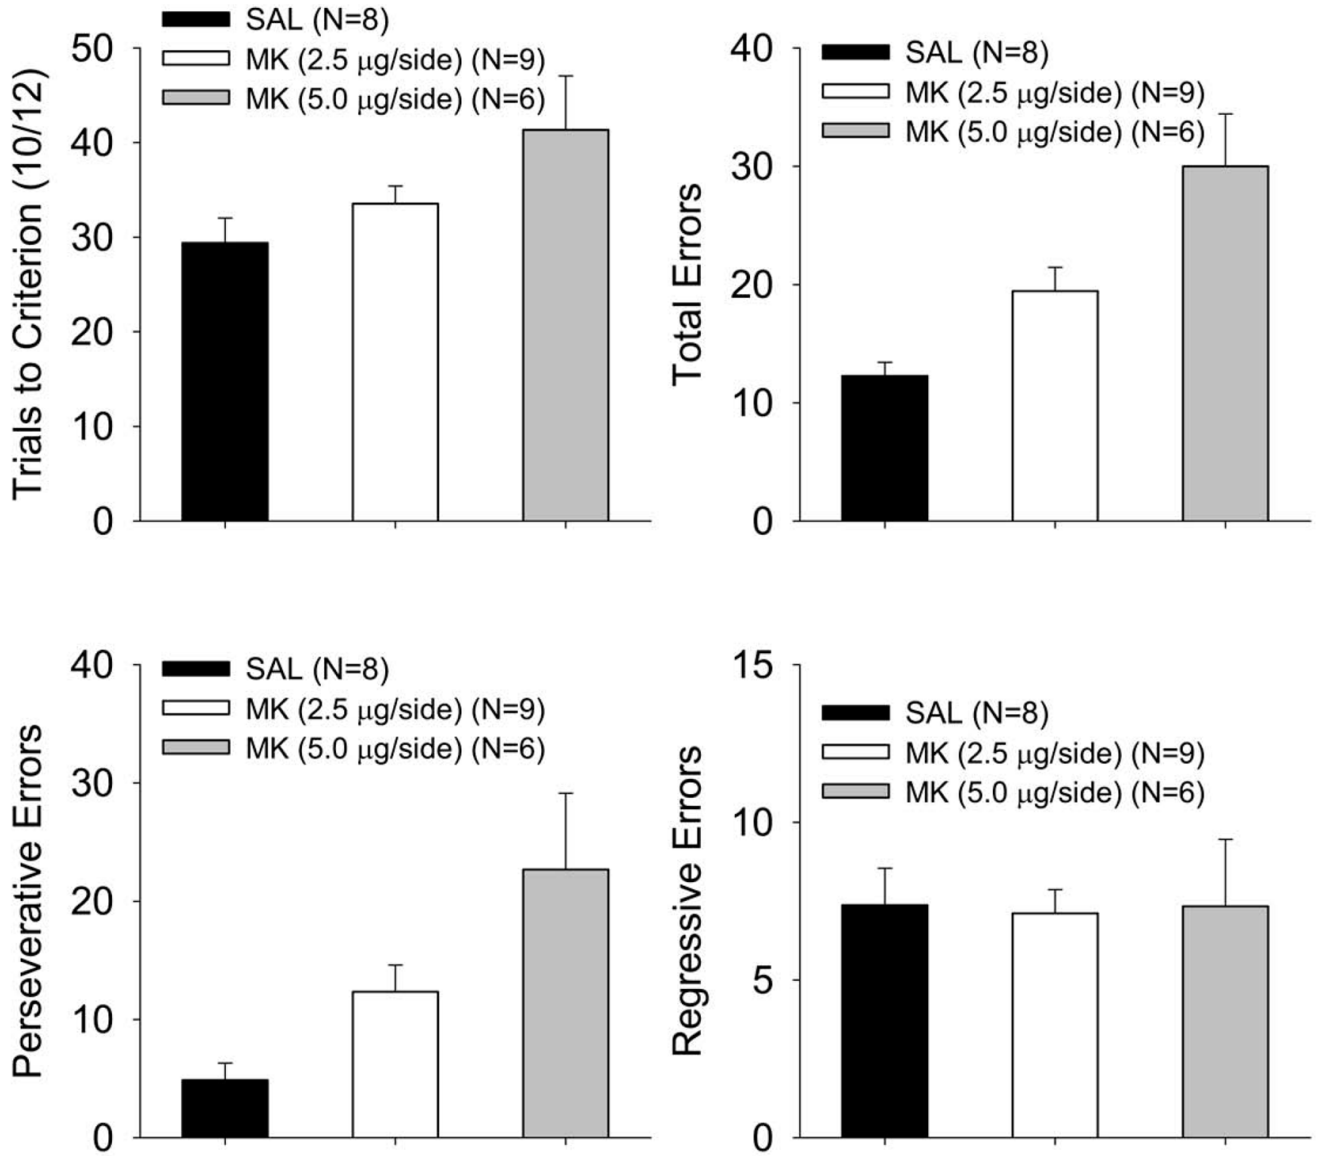 SAL (N=8)
MK (2.5 μg/side) (N=9)
MK (5.0 μg/side) (N=6)
Trials to Criterion (10/12)
50
40
30
20
10
0
SAL (N=8)
MK (2.5 μg/side) (N=9)
MK (5.0 μg/side) (N=6)
Total Errors
40
30
20
10
0
SAL (N=8)
MK (2.5 μg/side) (N=9)
MK (5.0 μg/side) (N=6)
Perseverative Errors
40
30
20
10
0
SAL (N=8)
MK (2.5 μg/side) (N=9)
MK (5.0 μg/side) (N=6)
Regressive Errors
15
10
5
0